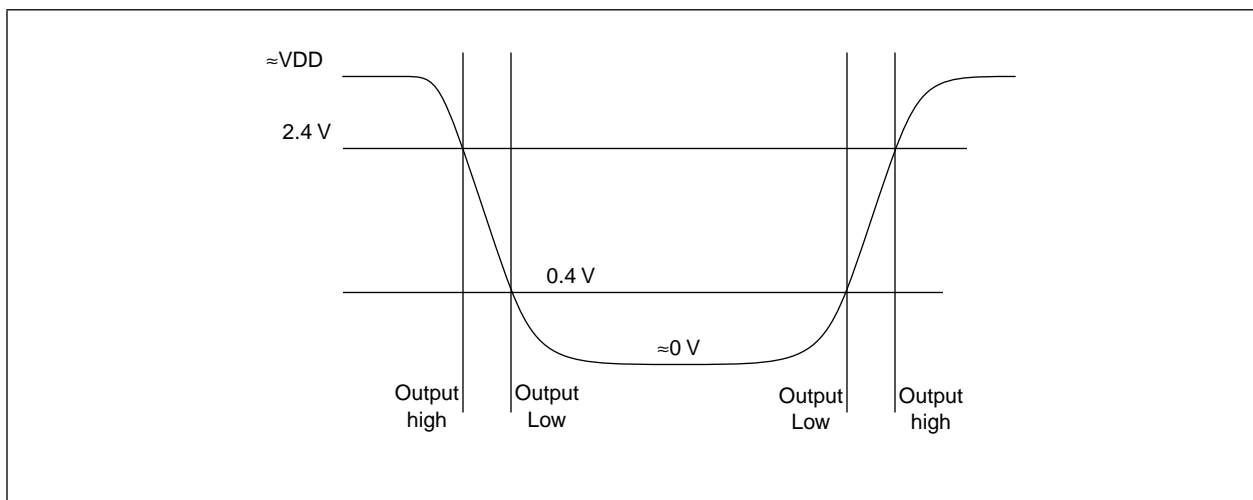 ≈VDD
2.4 V
0.4 V
≈0 V
Output
high
Output
Low
Output
Low
Output
high